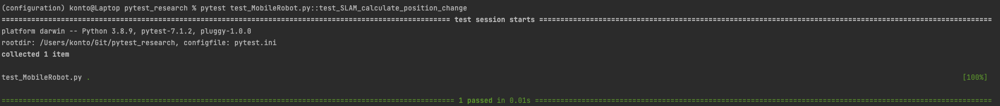 (configuration) konto@Laptop pytest_research % pytest test_MobileRobot.py::test_SLAM_calculate_position_change
========================================================================================================== test session starts ===========================================================================================================
platform darwin -- Python 3.8.9, pytest-7.1.2, pluggy-1.0.0
rootdir: /Users/konto/Git/pytest_research, configfile: pytest.ini
collected 1 item
test_MobileRobot.py . [100%]
=========================================================================================================== 1 passed in 0.01s ============================================================================================================